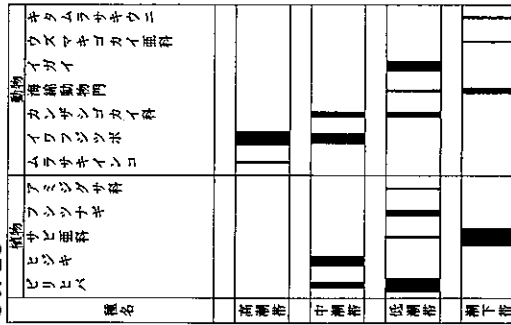 動物
キタムラサキウニ
ウズマキゴカイ亜科
イガイ
海綿動物門
カンザシゴカイ科
イワフジツボ
ムラサキインコ
植物
アミジグサ科
フシツナギ
サビ亜科
ヒジキ
ピリヒバ
種名
高潮帯
中潮帯
低潮帯
潮下帯